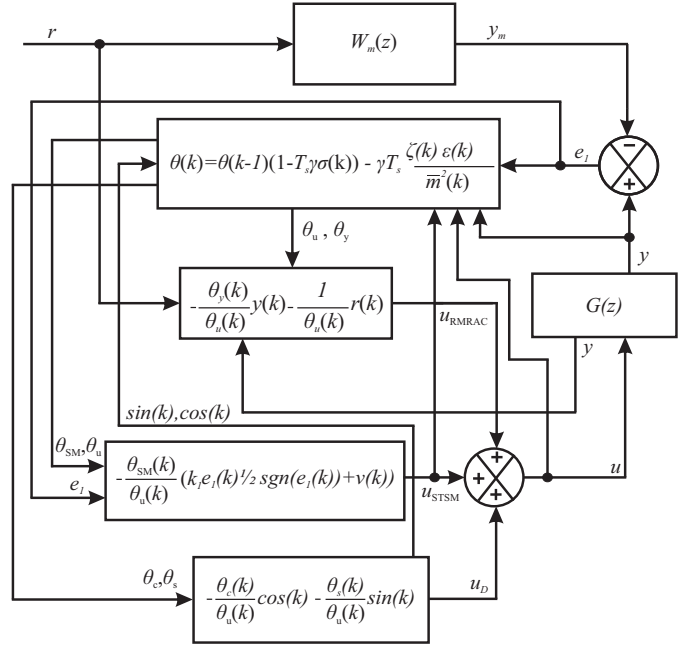 r
W_m(z)
y_m
−
e_1
+
θ(k)=θ(k-1)(1-T_sγσ(k)) - γT_s ζ(k) ε(k) / m̅²(k)
θ_u , θ_y
y
-θ_y(k)/θ_u(k) y(k)-1/θ_u(k) r(k)
u_RMRAC
G(z)
y
sin(k),cos(k)
θ_SM,θ_u
e_1
-θ_SM(k)/θ_u(k) (k_1e_1(k)^½ sgn(e_1(k))+v(k))
u_STSM
+
+
+
u
θ_c,θ_s
-θ_c(k)/θ_u(k) cos(k) -θ_s(k)/θ_u(k) sin(k)
u_D